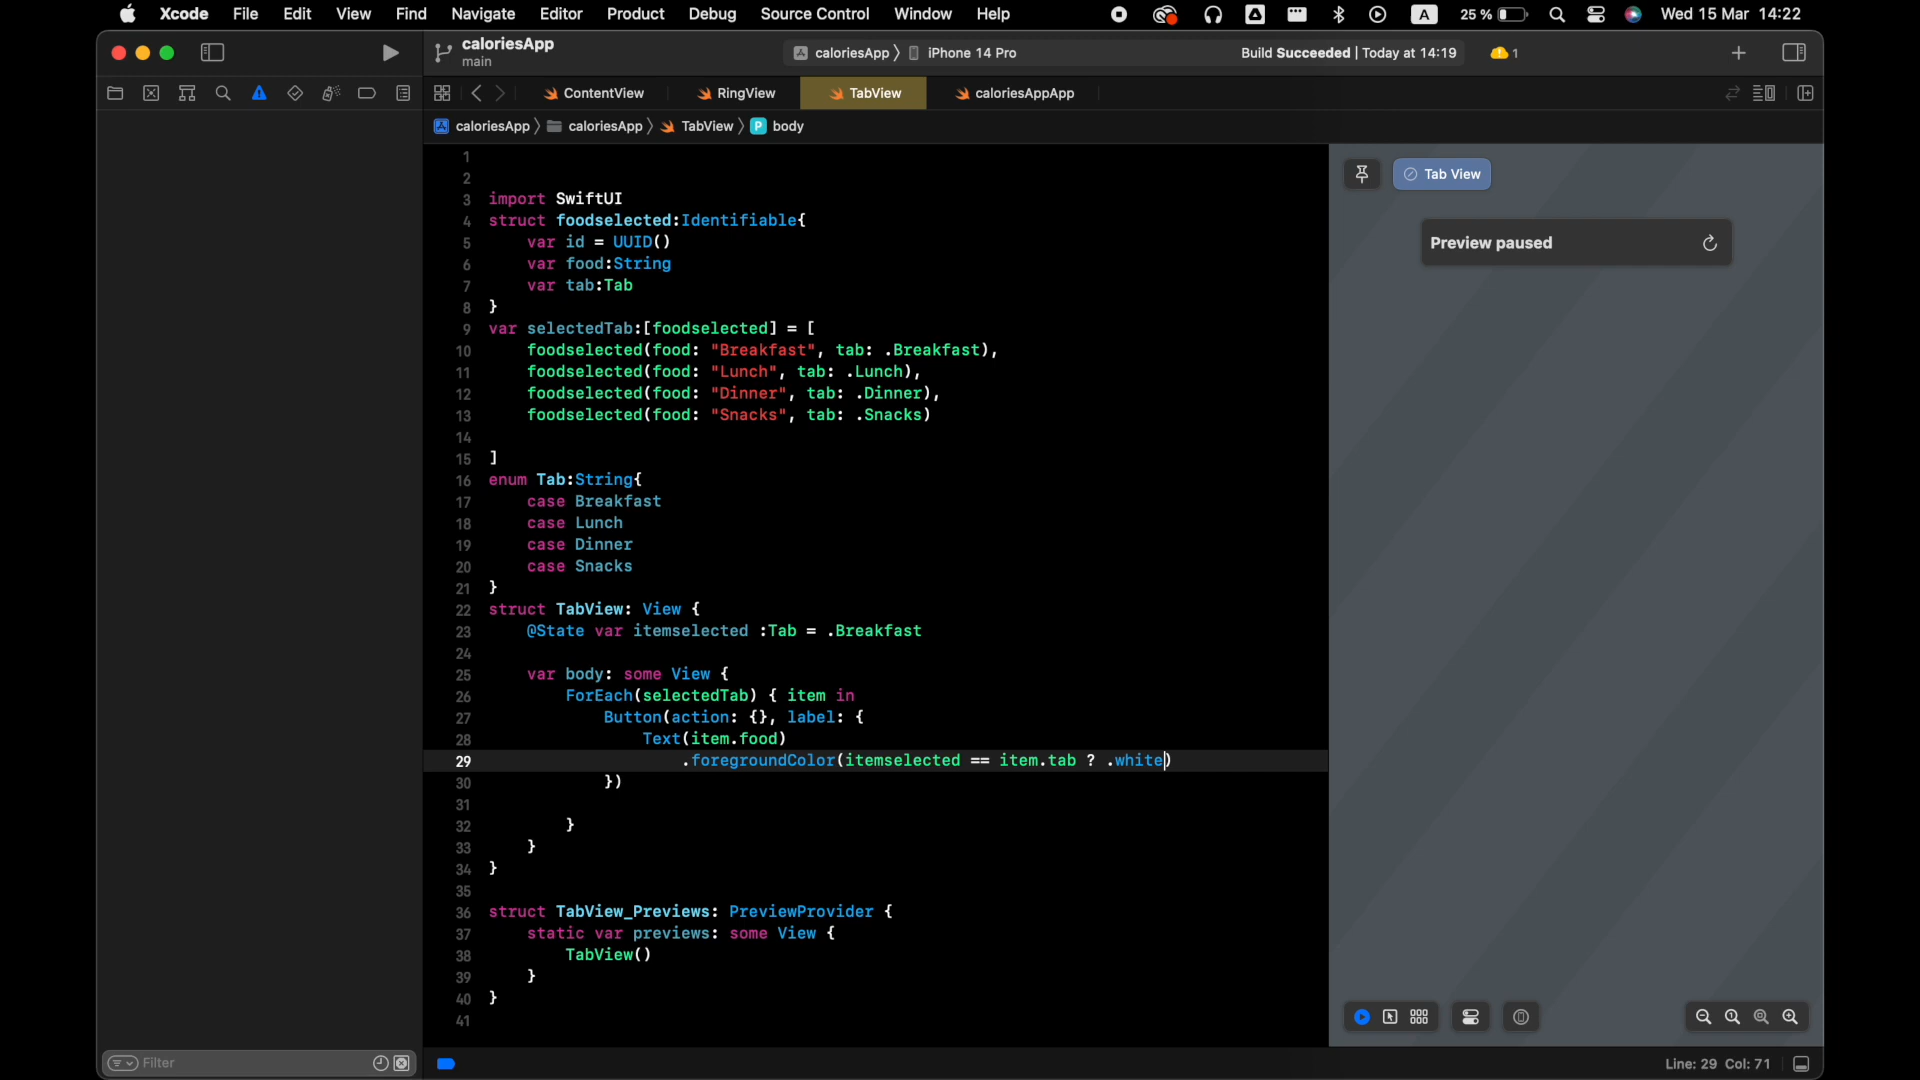 Xcode File Edit View Find Navigate Editor Product Debug Source Control Window Help A 25 % Wed 15 Mar 14:22
caloriesApp
main
caloriesApp 〉 iPhone 14 Pro
Build Succeeded | Today at 14:19
1
ContentView RingView TabView caloriesAppApp
caloriesApp 〉 caloriesApp 〉 TabView 〉 P body
1
2
3 import SwiftUI
4 struct foodselected:Identifiable{
5 var id = UUID()
6 var food:String
7 var tab:Tab
8 }
9 var selectedTab:[foodselected] = [
10 foodselected(food: "Breakfast", tab: .Breakfast),
11 foodselected(food: "Lunch", tab: .Lunch),
12 foodselected(food: "Dinner", tab: .Dinner),
13 foodselected(food: "Snacks", tab: .Snacks)
14
15 ]
16 enum Tab:String{
17 case Breakfast
18 case Lunch
19 case Dinner
20 case Snacks
21 }
22 struct TabView: View {
23 @State var itemselected :Tab = .Breakfast
24
25 var body: some View {
26 ForEach(selectedTab) { item in
27 Button(action: {}, label: {
28 Text(item.food)
29 .foregroundColor(itemselected == item.tab ? .white)
30 })
31
32 }
33 }
34 }
35
36 struct TabView_Previews: PreviewProvider {
37 static var previews: some View {
38 TabView()
39 }
40 }
41
Tab View
Preview paused
Filter
Line: 29 Col: 71